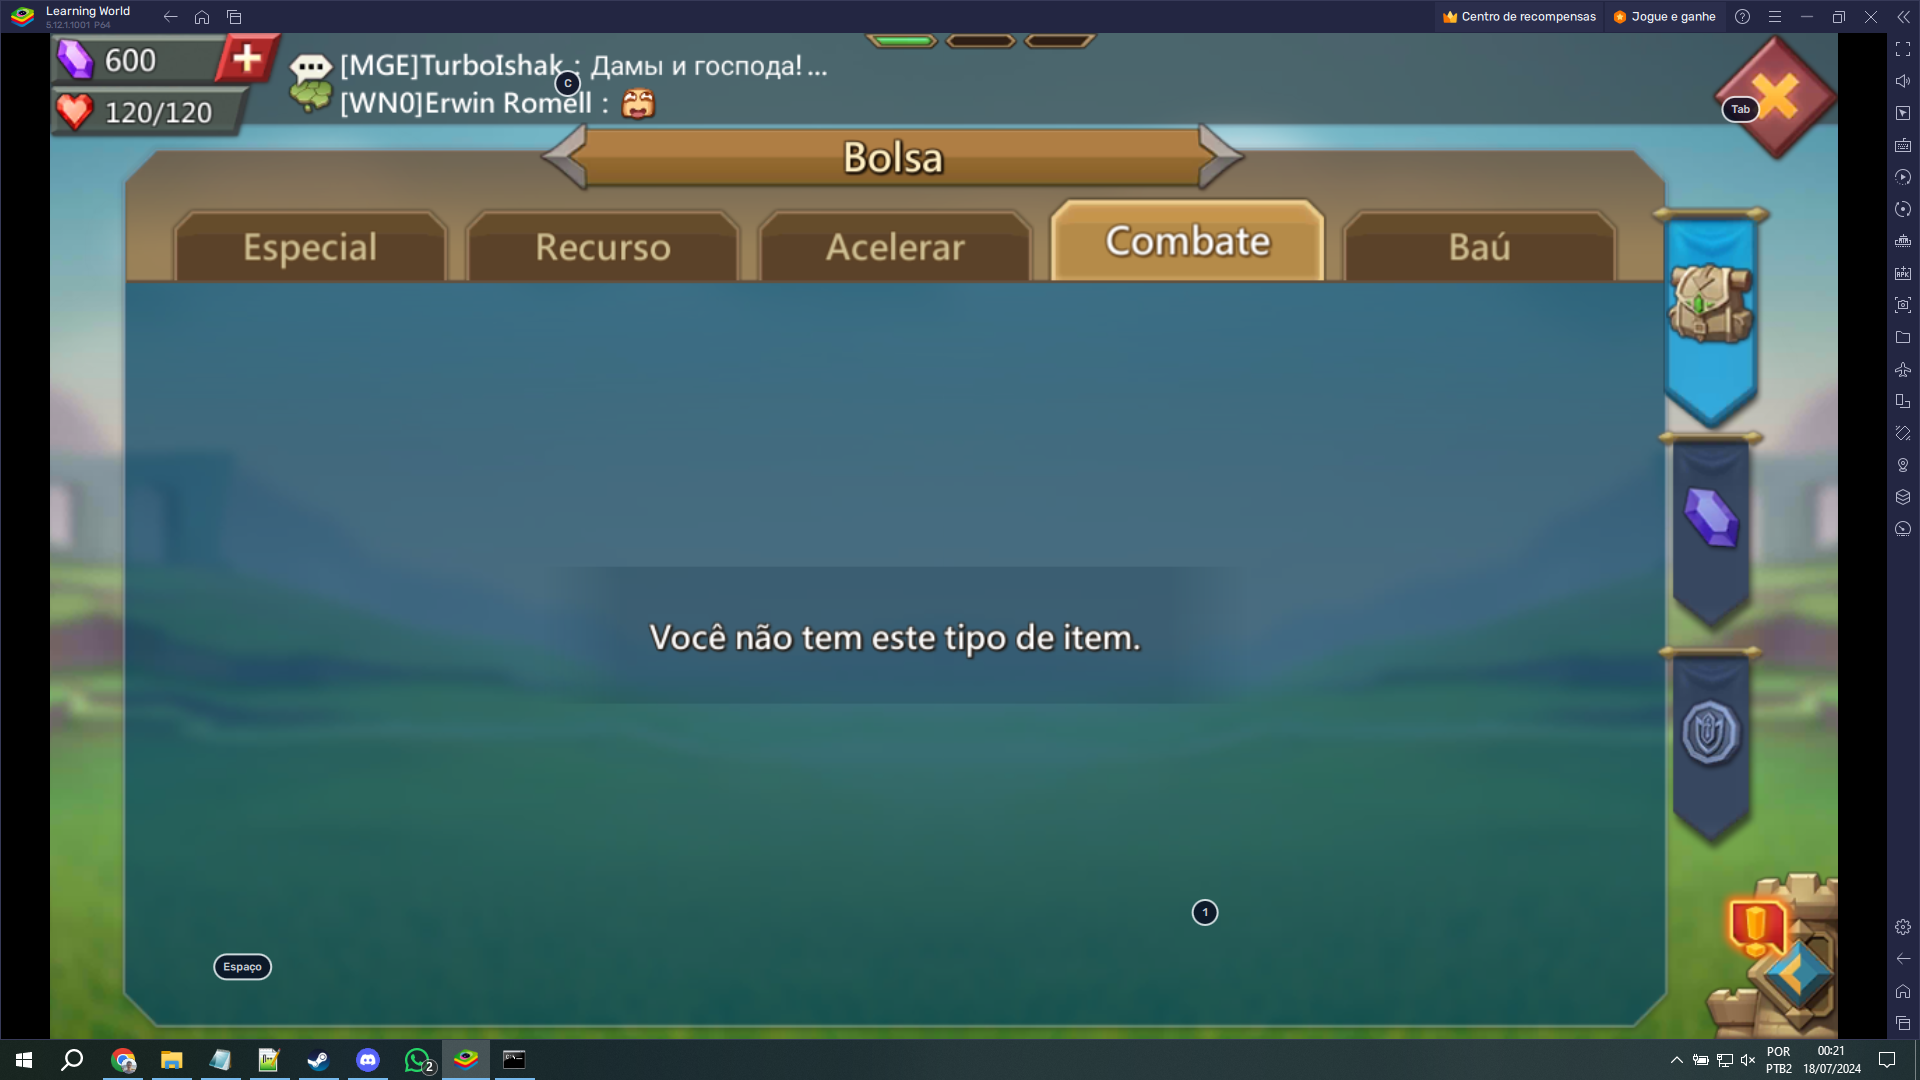 Learning World
5.12.1.1001 P64
Centro de recompensas
Jogue e ganhe
600
120/120
[MGE]TurboIshak : Дамы и господа! ...
[WN0]Erwin Romell :
C
Tab
Bolsa
Especial
Recurso
Acelerar
Combate
Baú
Você não tem este tipo de item.
1
Espaço
2
POR
PTB2
00:21
18/07/2024